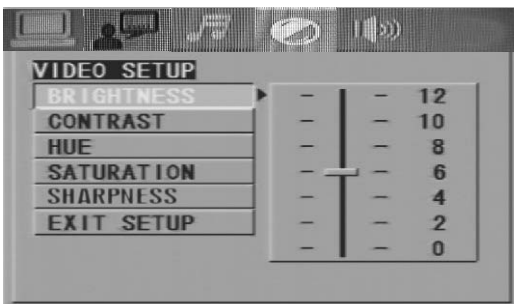 VIDEO SETUP
BRIGHTNESS
CONTRAST
HUE
SATURATION
SHARPNESS
EXIT SETUP
12
10
8
6
4
2
0